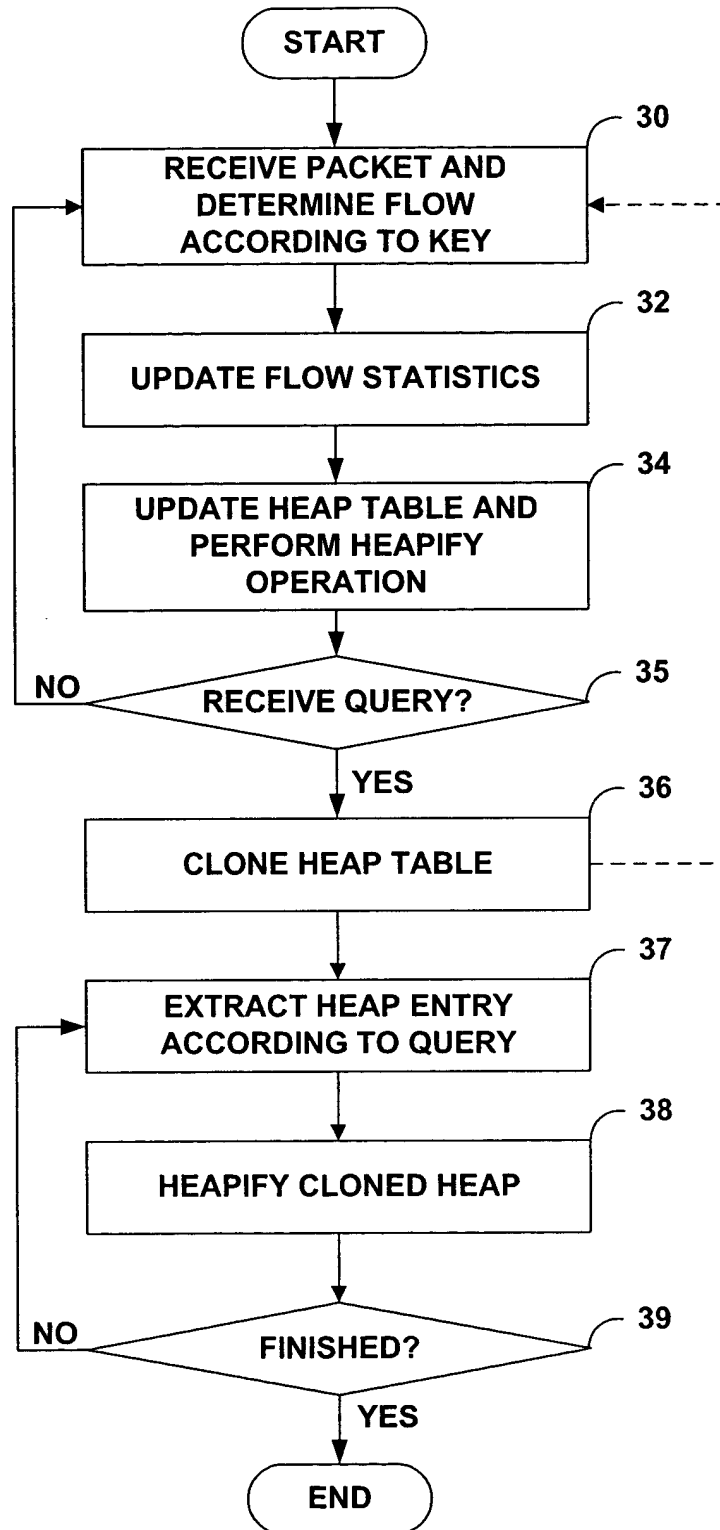 START
30
RECEIVE PACKET AND
DETERMINE FLOW
ACCORDING TO KEY
32
UPDATE FLOW STATISTICS
34
UPDATE HEAP TABLE AND
PERFORM HEAPIFY
OPERATION
35
NO
RECEIVE QUERY?
YES
36
CLONE HEAP TABLE
37
EXTRACT HEAP ENTRY
ACCORDING TO QUERY
38
HEAPIFY CLONED HEAP
39
NO
FINISHED?
YES
END